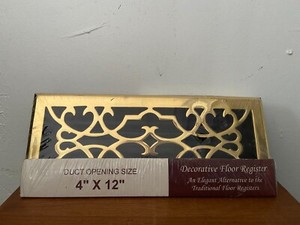 DUCT OPENING SIZE
4" X 12"
Decorative Floor Register
An Elegant Alternative to the
Traditional Floor Registers